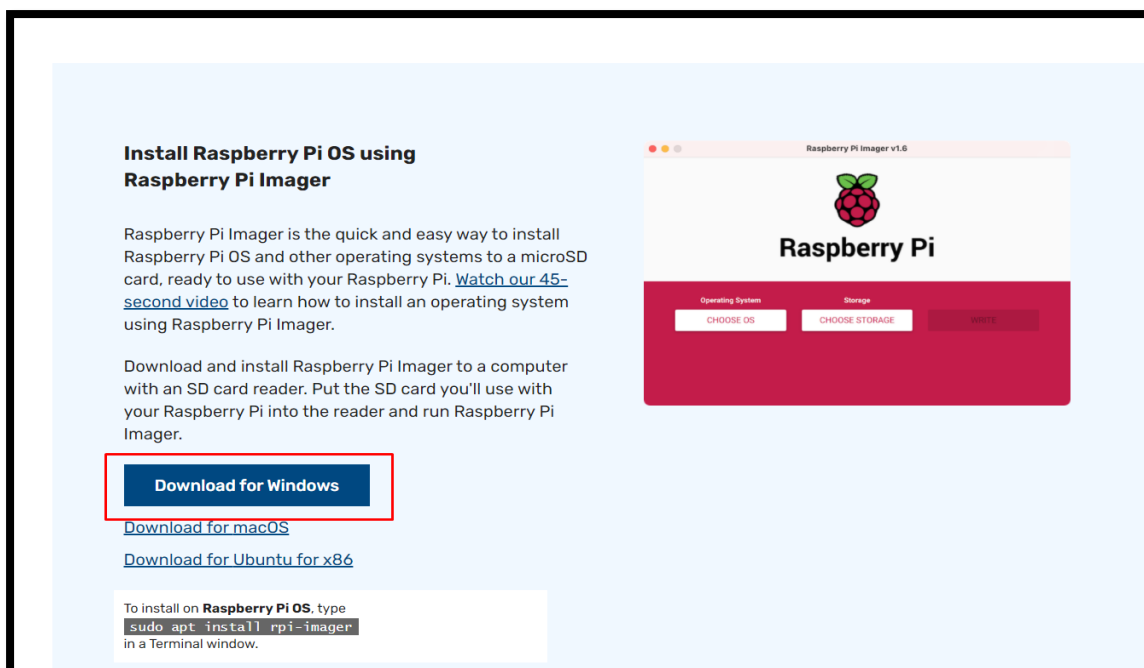 Install Raspberry Pi OS using
Raspberry Pi Imager
Raspberry Pi Imager is the quick and easy way to install
Raspberry Pi OS and other operating systems to a microSD
card, ready to use with your Raspberry Pi. Watch our 45-
second video to learn how to install an operating system
using Raspberry Pi Imager.
Download and install Raspberry Pi Imager to a computer
with an SD card reader. Put the SD card you'll use with
your Raspberry Pi into the reader and run Raspberry Pi
Imager.
Download for Windows
Download for macOS
Download for Ubuntu for x86
To install on Raspberry Pi OS, type
sudo apt install rpi-imager
in a Terminal window.
Raspberry Pi Imager v1.6
Raspberry Pi
Operating System Storage
CHOOSE OS CHOOSE STORAGE WRITE